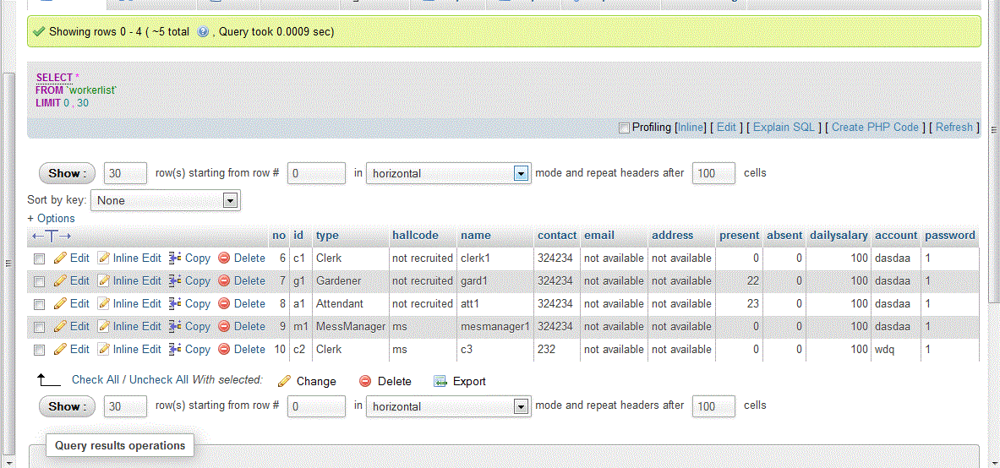 Showing rows 0 - 4 ( ~5 total , Query took 0.0009 sec)
SELECT *
FROM `workerlist`
LIMIT 0 , 30
Profiling [Inline] [ Edit ] [ Explain SQL ] [ Create PHP Code ] [ Refresh ]
Show : 30 row(s) starting from row # 0 in horizontal mode and repeat headers after 100 cells
Sort by key: None
+ Options
←T→ no id type hallcode name contact email address present absent dailysalary account password
Edit Inline Edit Copy Delete 6 c1 Clerk not recruited clerk1 324234 not available not available 0 0 100 dasdaa 1
Edit Inline Edit Copy Delete 7 g1 Gardener not recruited gard1 324234 not available not available 22 0 100 dasdaa 1
Edit Inline Edit Copy Delete 8 a1 Attendant not recruited att1 324234 not available not available 23 0 100 dasdaa 1
Edit Inline Edit Copy Delete 9 m1 MessManager ms mesmanager1 324234 not available not available 0 0 100 dasdaa 1
Edit Inline Edit Copy Delete 10 c2 Clerk ms c3 232 not available not available 0 0 100 wdq 1
Check All / Uncheck All With selected: Change Delete Export
Show : 30 row(s) starting from row # 0 in horizontal mode and repeat headers after 100 cells
Query results operations